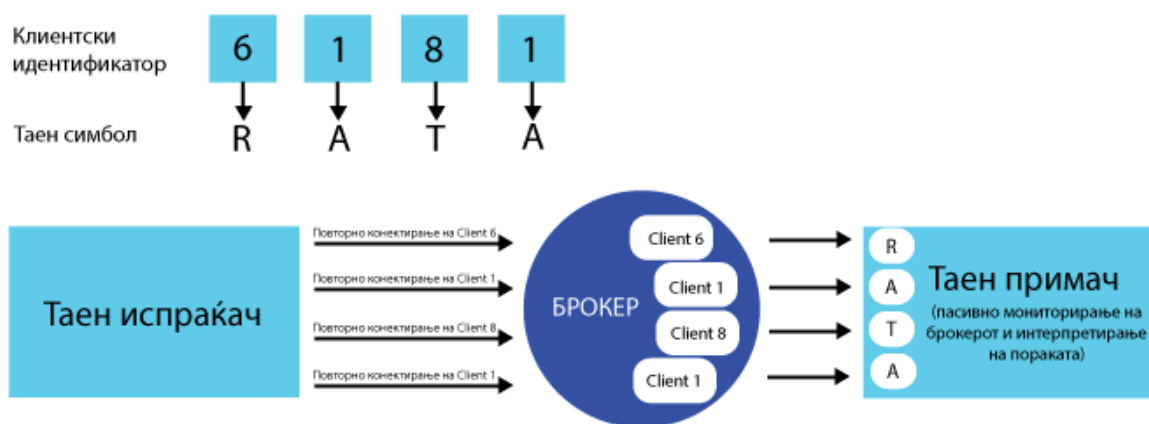 Клиентски
идентификатор
6 1 8 1
Таен симбол
R A T A
Таен испраќач
Повторно конектирање на Client 6
Повторно конектирање на Client 1
Повторно конектирање на Client 8
Повторно конектирање на Client 1
БРОКЕР
Client 6
Client 1
Client 8
Client 1
R
A
T
A
Таен примач
(пасивно мониторирање на
брокерот и интерпретирање
на пораката)